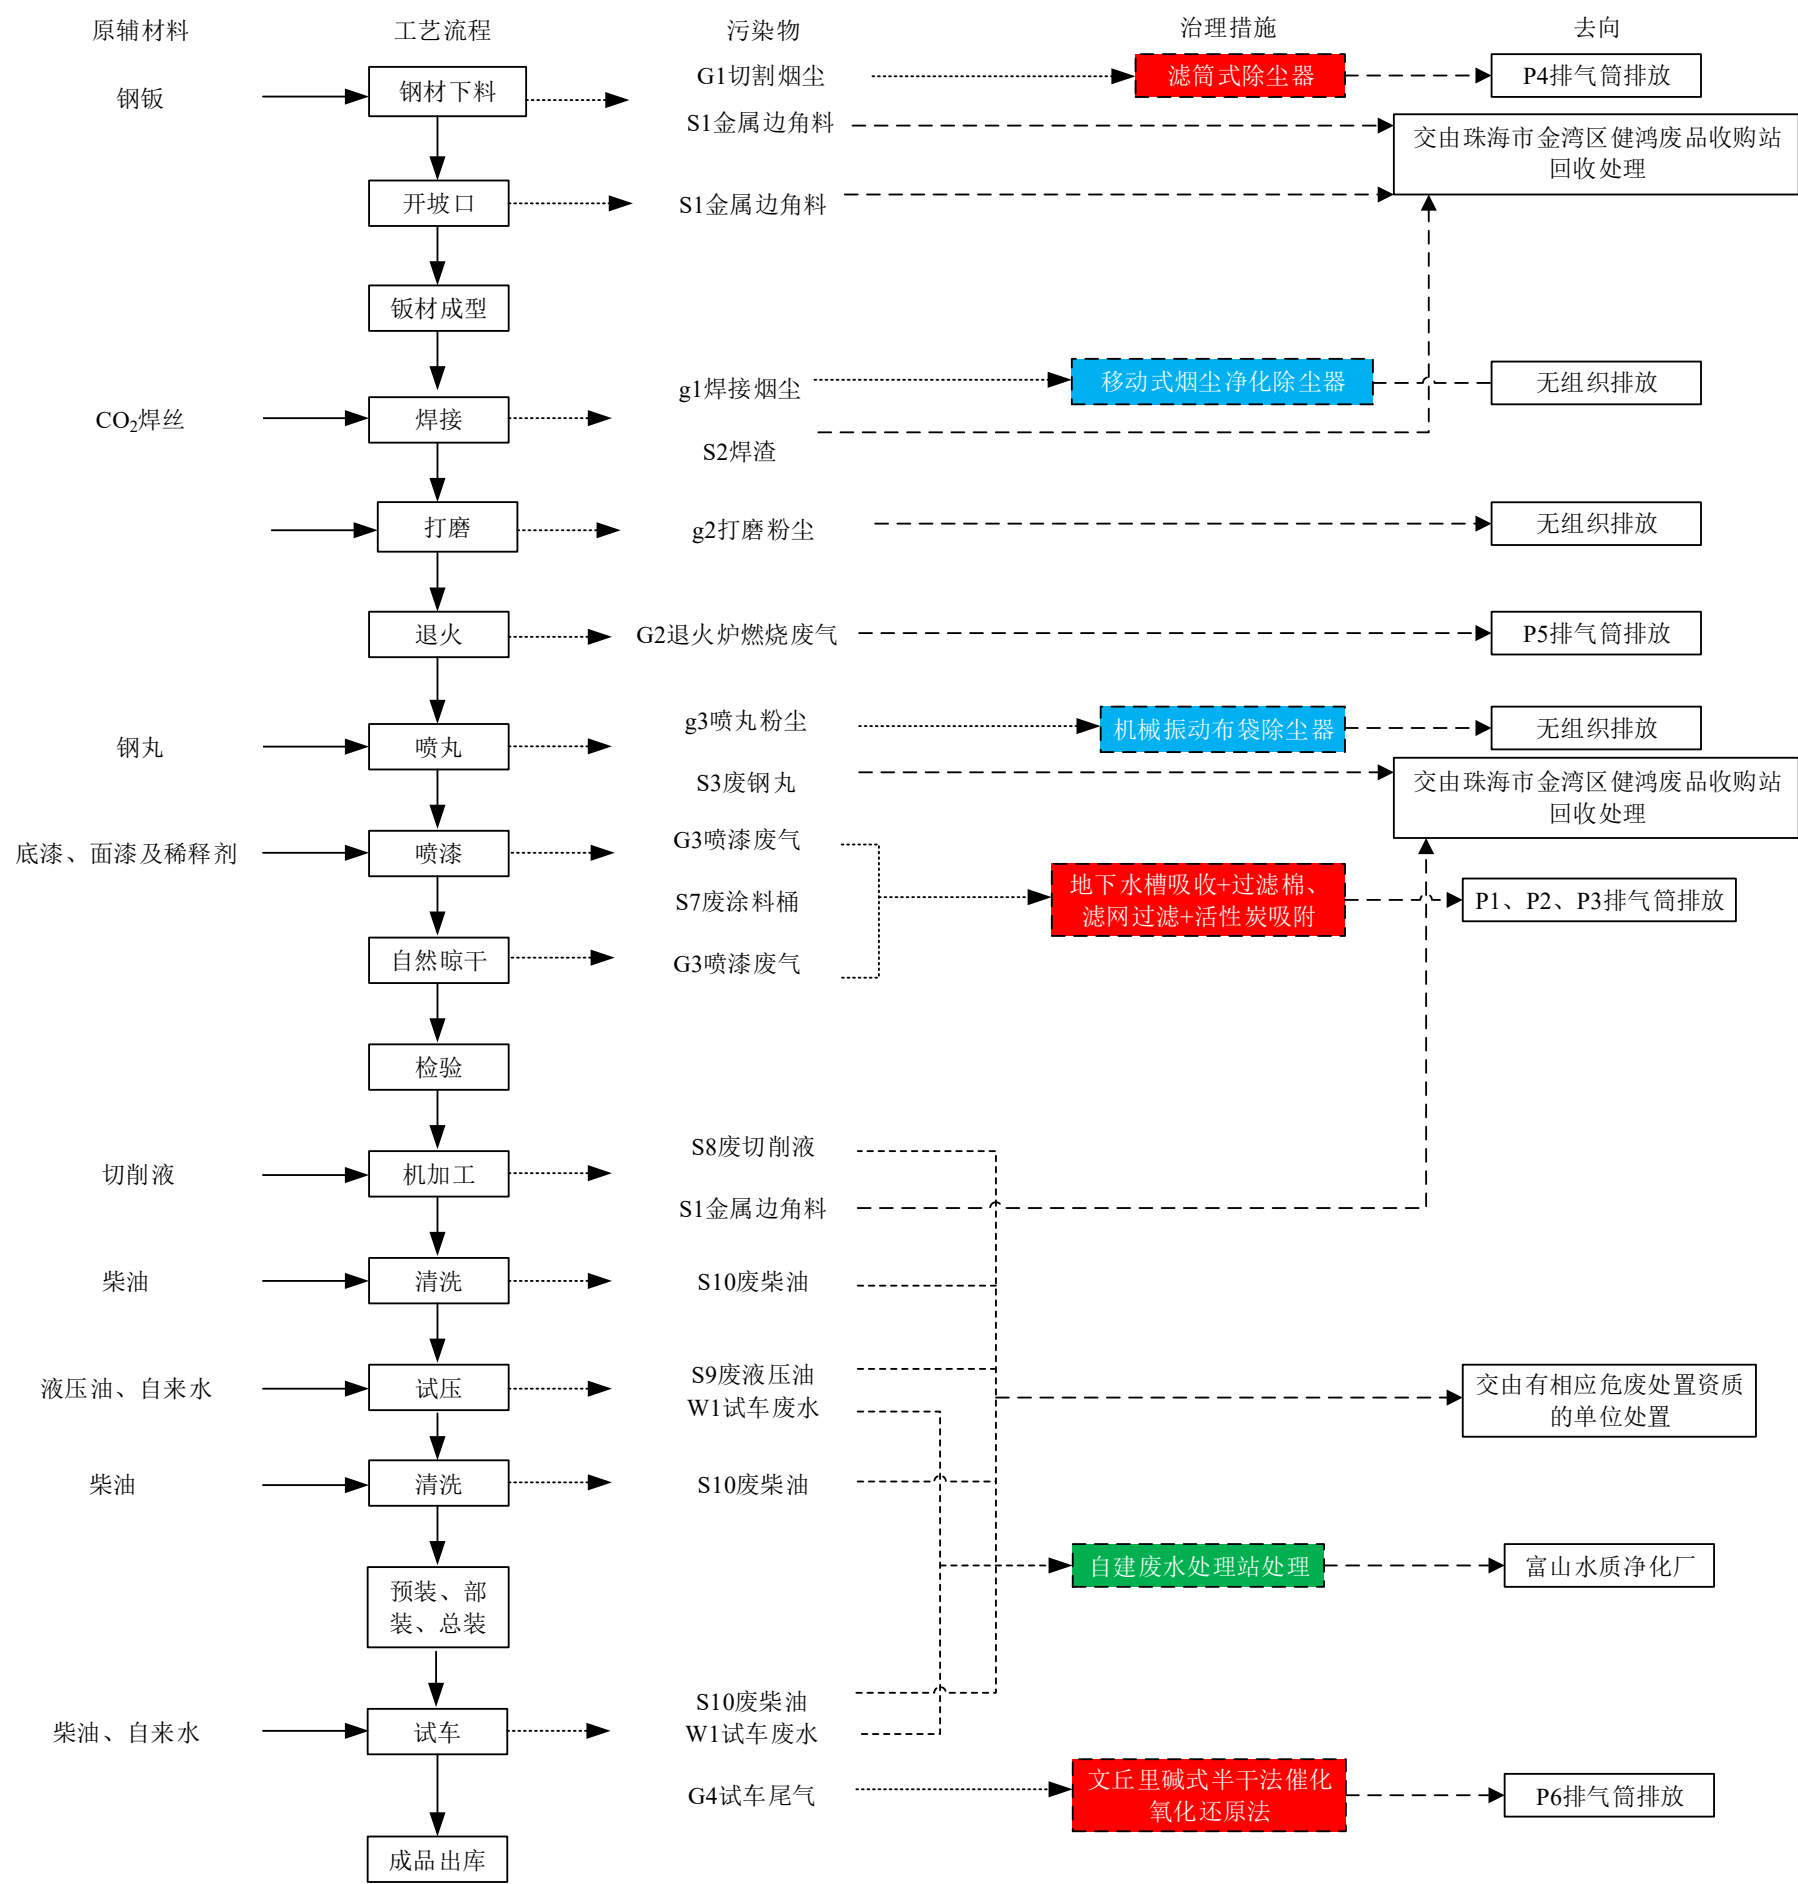 原辅材料 工艺流程 污染物 治理措施 去向
钢钣
钢材下料
G1切割烟尘
滤筒式除尘器
P4排气筒排放
S1金属边角料
交由珠海市金湾区健鸿废品收购站
回收处理
开坡口
S1金属边角料
钣材成型
CO₂焊丝
焊接
g1焊接烟尘
移动式烟尘净化除尘器
无组织排放
S2焊渣
打磨
g2打磨粉尘
无组织排放
退火
G2退火炉燃烧废气
P5排气筒排放
钢丸
喷丸
g3喷丸粉尘
机械振动布袋除尘器
无组织排放
S3废钢丸
交由珠海市金湾区健鸿废品收购站
回收处理
底漆、面漆及稀释剂
喷漆
G3喷漆废气
S7废涂料桶
地下水槽吸收+过滤棉、
滤网过滤+活性炭吸附
P1、P2、P3排气筒排放
自然晾干
G3喷漆废气
检验
切削液
机加工
S8废切削液
S1金属边角料
柴油
清洗
S10废柴油
液压油、自来水
试压
S9废液压油
W1试车废水
交由有相应危废处置资质
的单位处置
柴油
清洗
S10废柴油
自建废水处理站处理
富山水质净化厂
预装、部
装、总装
柴油、自来水
试车
S10废柴油
W1试车废水
G4试车尾气
文丘里碱式半干法催化
氧化还原法
P6排气筒排放
成品出库